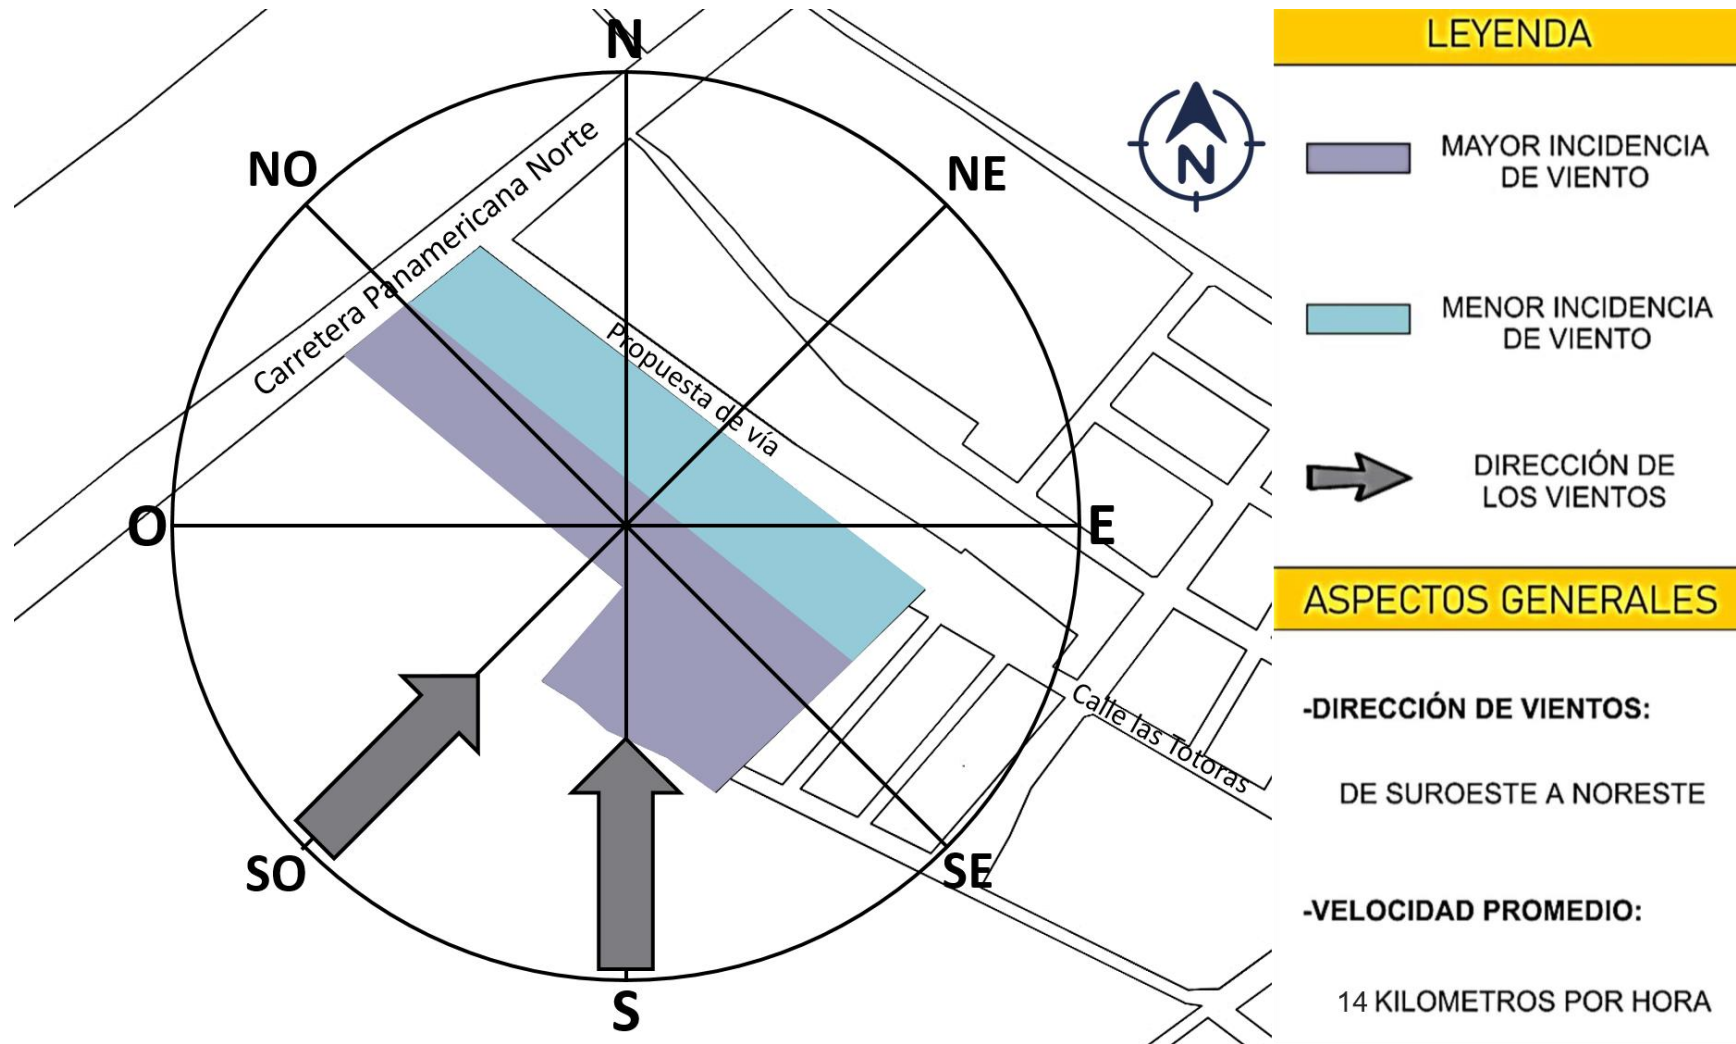 N
NO
NE
Carretera Panamericana Norte
Propuesta de vía
O
E
Calle las Totoras
SO
SE
S
N
LEYENDA
MAYOR INCIDENCIA
DE VIENTO
MENOR INCIDENCIA
DE VIENTO
DIRECCIÓN DE
LOS VIENTOS
ASPECTOS GENERALES
-DIRECCIÓN DE VIENTOS:
DE SUROESTE A NORESTE
-VELOCIDAD PROMEDIO:
14 KILOMETROS POR HORA